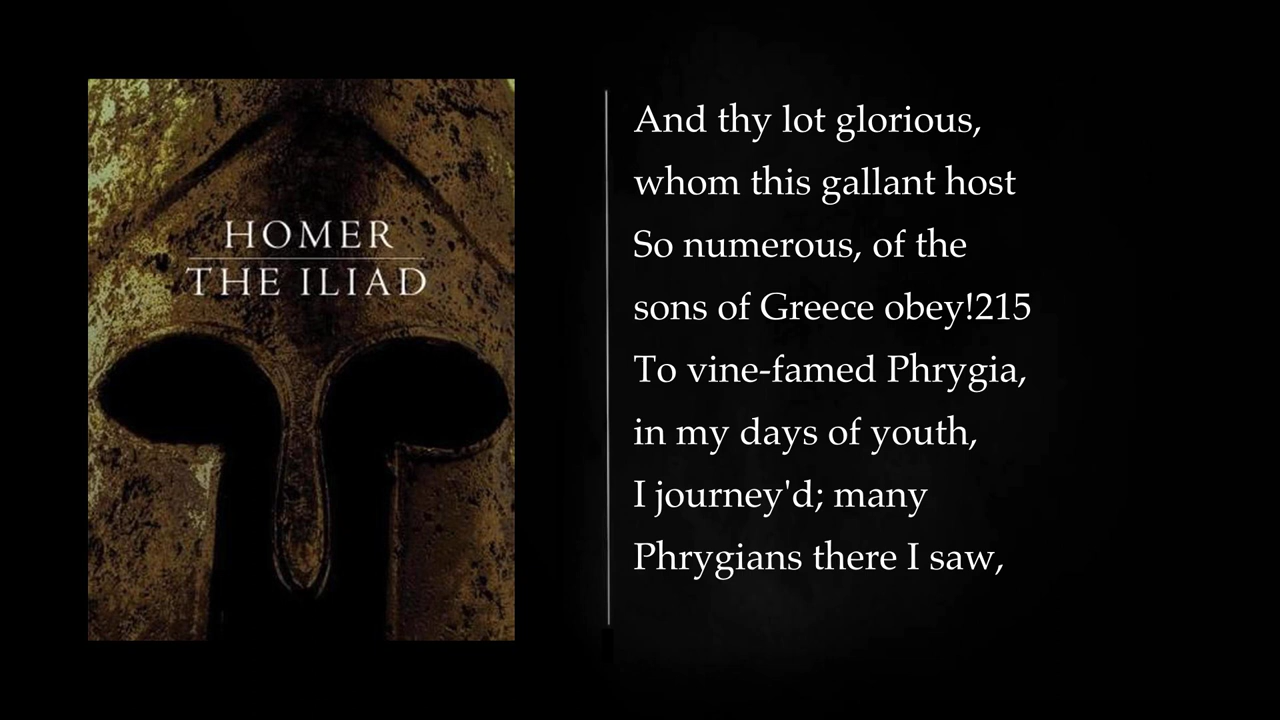 HOMER
THE ILIAD
And thy lot glorious,
whom this gallant host
So numerous, of the
sons of Greece obey!215
To vine-famed Phrygia,
in my days of youth,
I journey'd; many
Phrygians there I saw,